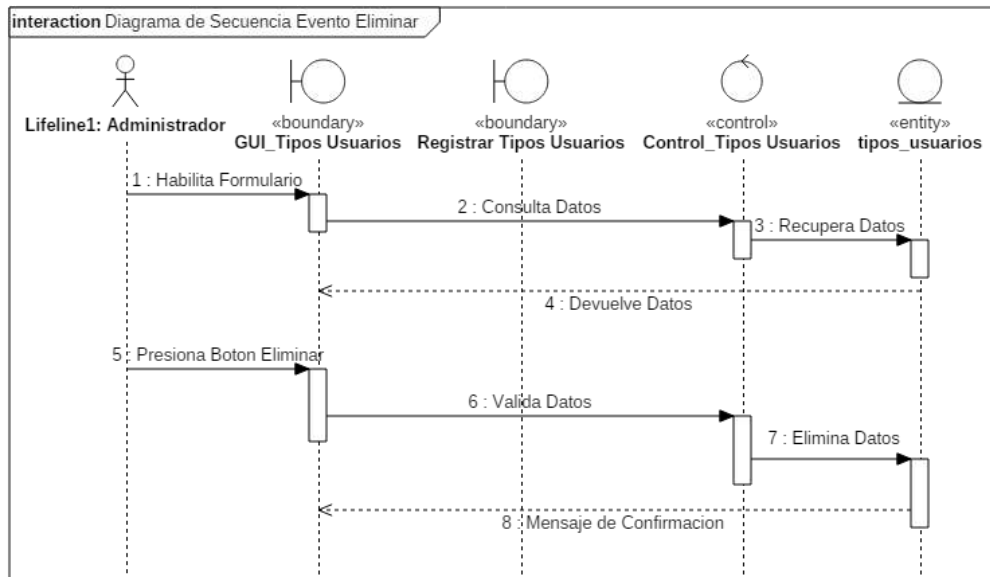 interaction Diagrama de Secuencia Evento Eliminar
«boundary» «boundary» «control» «entity»
Lifeline1: Administrador GUI_Tipos Usuarios Registrar Tipos Usuarios Control_Tipos Usuarios tipos_usuarios
1 : Habilita Formulario
2 : Consulta Datos
3 : Recupera Datos
4 : Devuelve Datos
5 : Presiona Boton Eliminar
6 : Valida Datos
7 : Elimina Datos
8 : Mensaje de Confirmacion